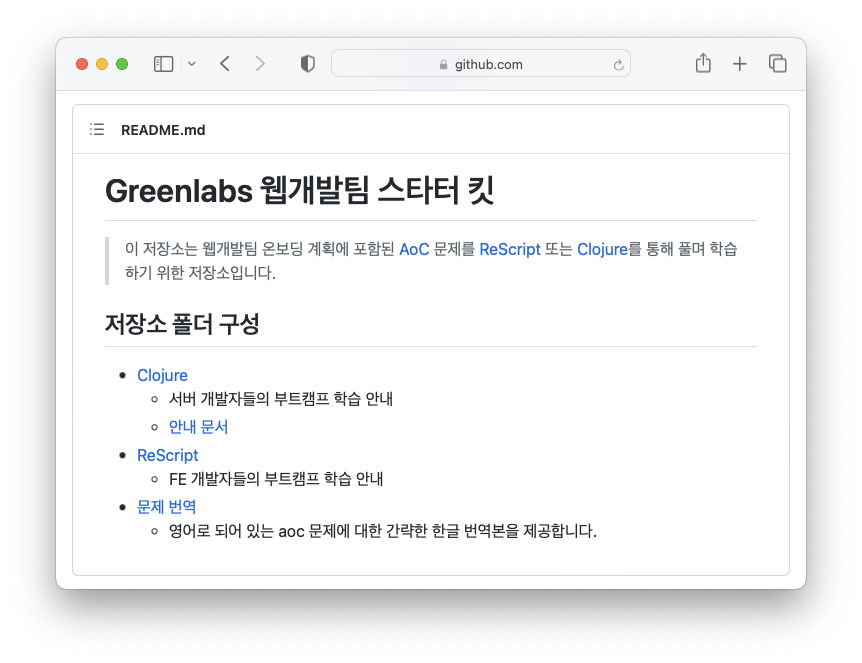 github.com
README.md
Greenlabs 웹개발팀 스타터 킷
이 저장소는 웹개발팀 온보딩 계획에 포함된 AoC 문제를 ReScript 또는 Clojure를 통해 풀며 학습
하기 위한 저장소입니다.
저장소 폴더 구성
Clojure
서버 개발자들의 부트캠프 학습 안내
안내 문서
ReScript
FE 개발자들의 부트캠프 학습 안내
문제 번역
영어로 되어 있는 aoc 문제에 대한 간략한 한글 번역본을 제공합니다.